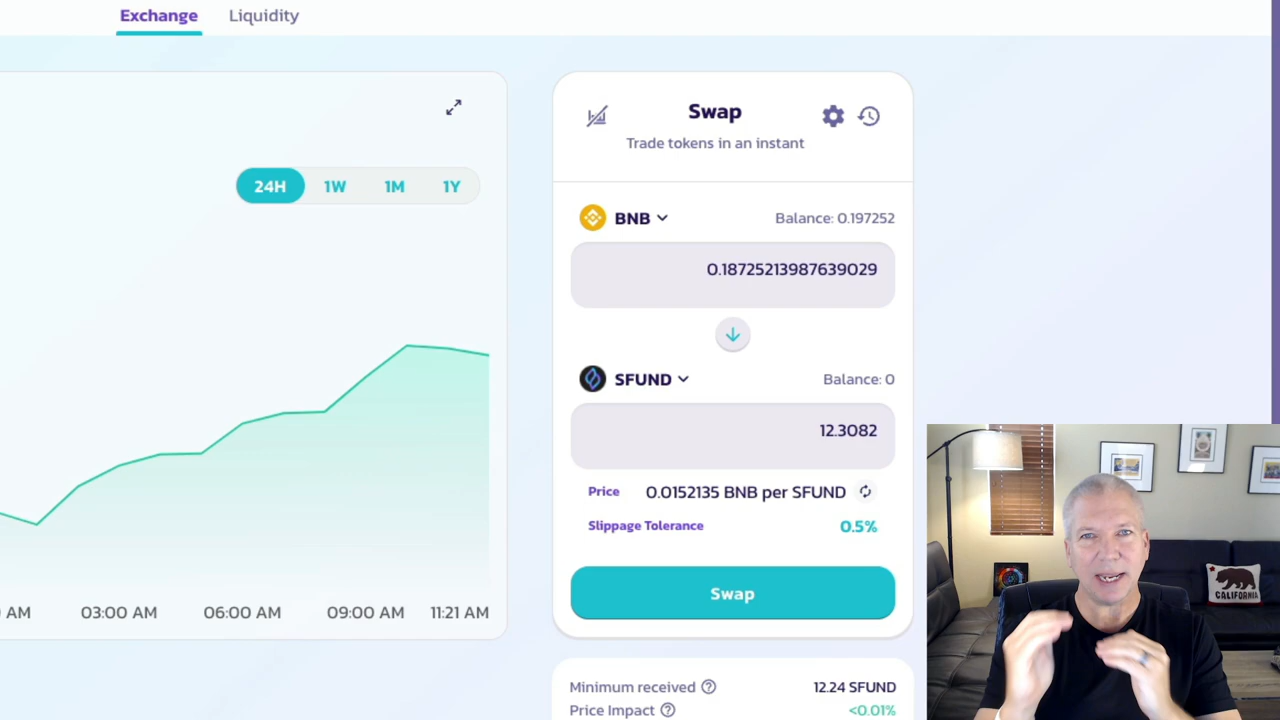 Exchange Liquidity
24H 1W 1M 1Y
AM 03:00 AM 06:00 AM 09:00 AM 11:21 AM
Swap
Trade tokens in an instant
BNB Balance: 0.197252
0.18725213987639029
SFUND Balance: 0
12.3082
Price 0.0152135 BNB per SFUND
Slippage Tolerance 0.5%
Swap
Minimum received 12.24 SFUND
Price Impact <0.01%
CALIFORNIA